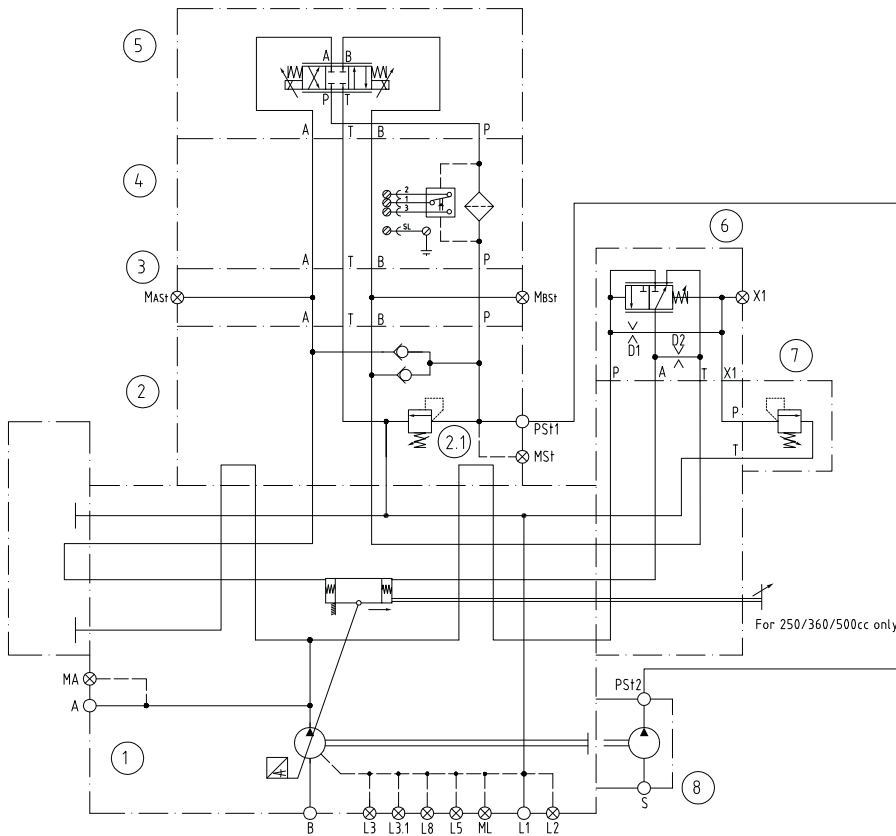 5
A B
P T
A T B P
4
2
1
3
SL
6
3
A T B P
MASt
MBSt
X1
A T B P
D1 D2
7
2
P A T X1
P
2.1
PSt1
T
MSt
For 250/360/500cc only
MA
PSt2
A
1
8
B L3 L3.1 L8 L5 ML L1 L2
S